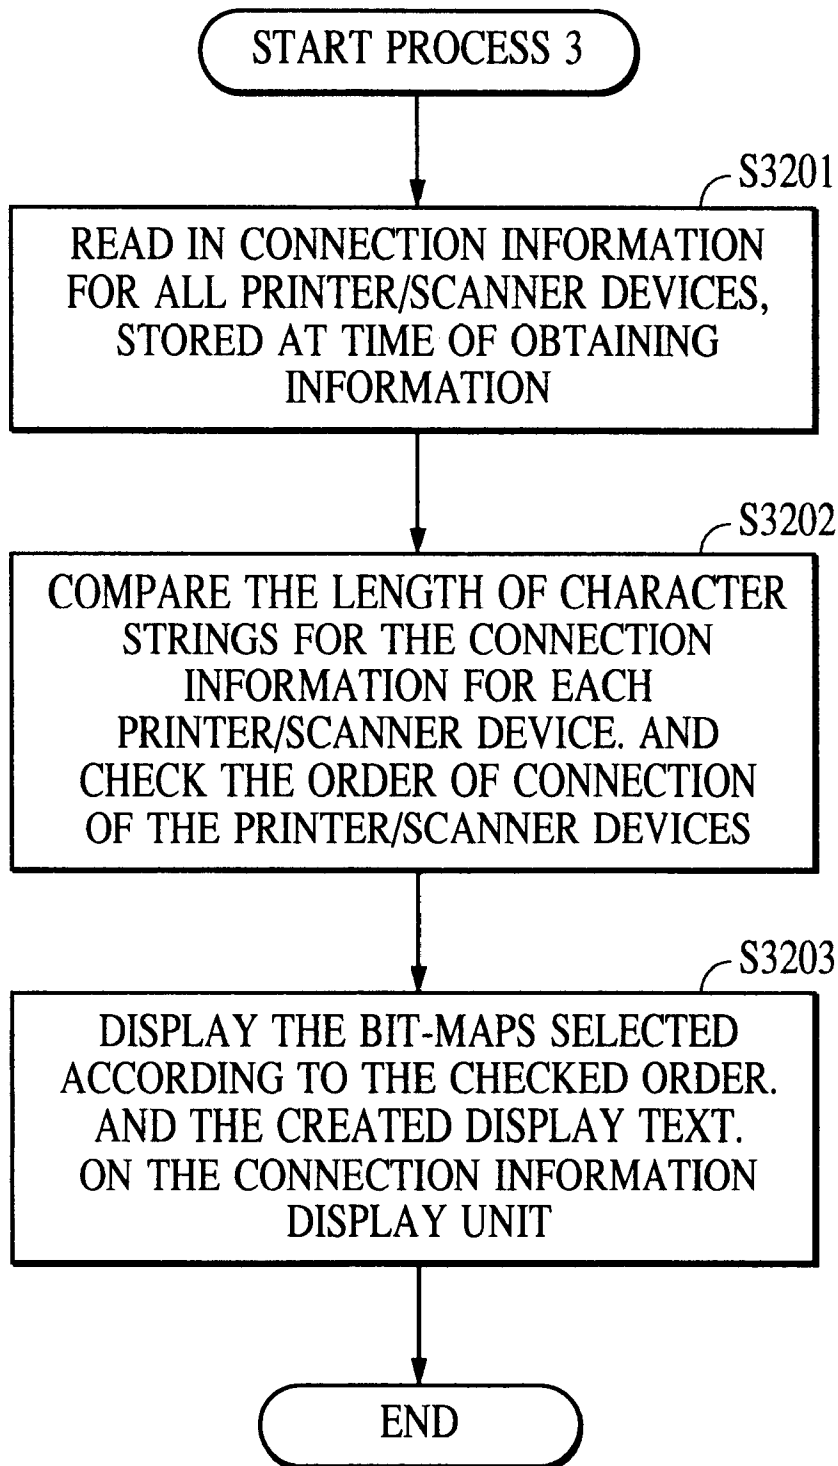 START PROCESS 3
S3201
READ IN CONNECTION INFORMATION
FOR ALL PRINTER/SCANNER DEVICES,
STORED AT TIME OF OBTAINING
INFORMATION
S3202
COMPARE THE LENGTH OF CHARACTER
STRINGS FOR THE CONNECTION
INFORMATION FOR EACH
PRINTER/SCANNER DEVICE. AND
CHECK THE ORDER OF CONNECTION
OF THE PRINTER/SCANNER DEVICES
S3203
DISPLAY THE BIT-MAPS SELECTED
ACCORDING TO THE CHECKED ORDER.
AND THE CREATED DISPLAY TEXT.
ON THE CONNECTION INFORMATION
DISPLAY UNIT
END